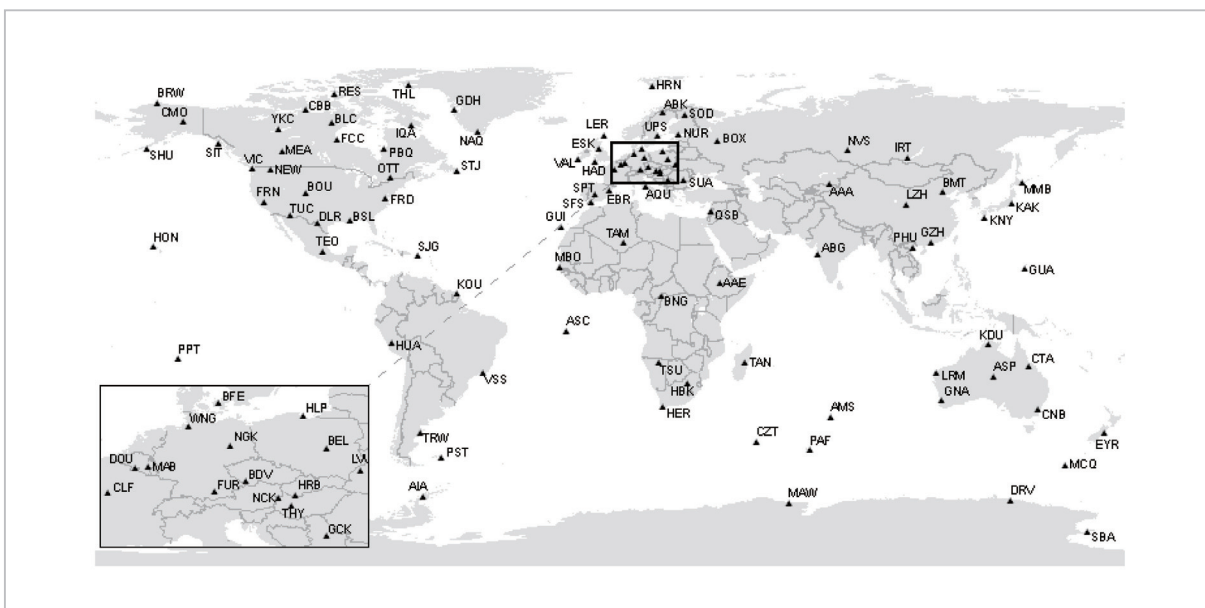 HRN
RES
THL
BRW
CBB
GDH
ABK
SOD
CMO
BLC
YKC
IQA
LER
UPS
NUR
FCC
NAQ
BOX
ESK
NVS
SHU
SIT
MEA
PBQ
IRT
VIC
NEW
STJ
VAL
HAD
OTT
SUA
BOU
SPT
AQU
AAA
BMT
FRN
FRD
SFS
EBR
LZH
MMB
TUC
DLR
BSL
GUI
QSB
KAK
KNY
HON
TEO
SJG
TAM
PHU
GZH
ABG
MBO
GUA
KOU
AAE
BNG
ASC
HUA
KDU
PPT
CTA
TSU
TAN
ASP
VSS
LRM
HBK
GNA
HER
AMS
CNB
TRW
CZT
EYR
PST
PAF
MCQ
AIA
MAW
DRV
SBA
BFE
HLP
WNG
NGK
BEL
DOU
MAB
BDV
CLF
FUR
HRB
NCK
THY
GCK